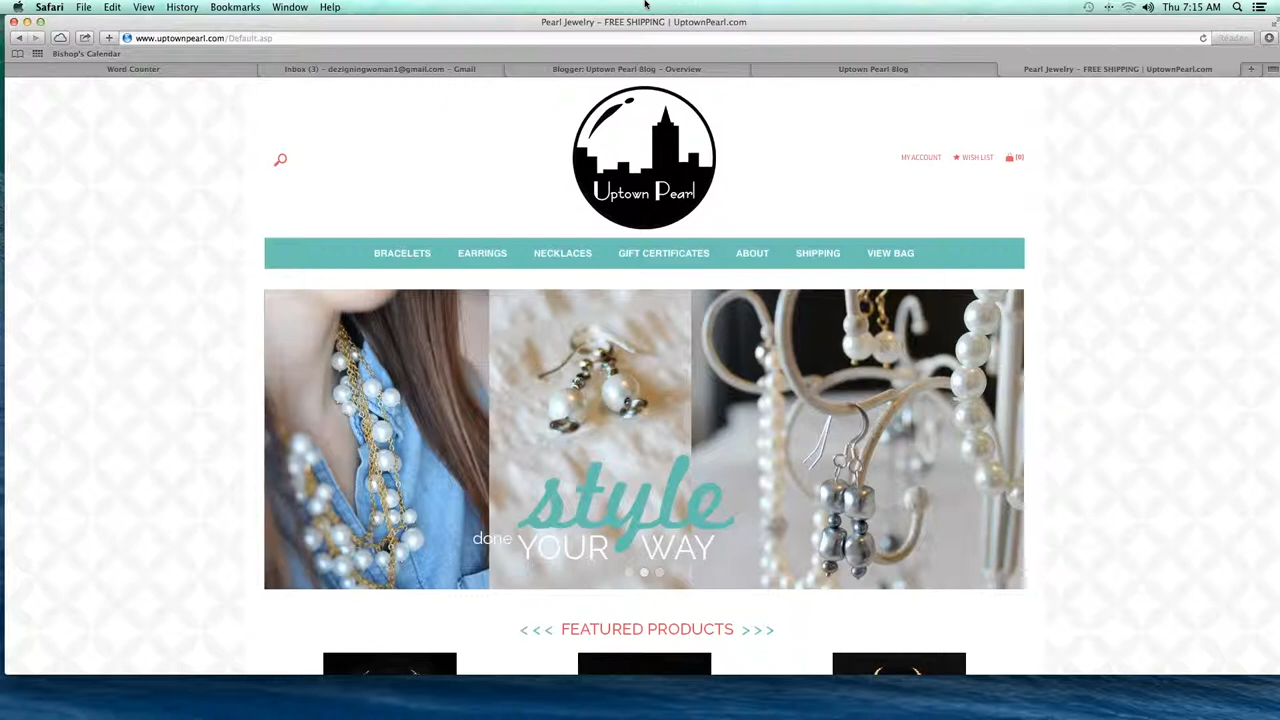 Safari File Edit View History Bookmarks Window Help Thu 7:15 AM
Pearl Jewelry – FREE SHIPPING | UptownPearl.com
www.uptownpearl.com/Default.asp Reader
Bishop's Calendar
Word Counter Inbox (3) – dezigningwoman1@gmail.com – Gmail Blogger: Uptown Pearl Blog – Overview Uptown Pearl Blog Pearl Jewelry – FREE SHIPPING | UptownPearl.com
MY ACCOUNT WISH LIST (0)
Uptown Pearl
BRACELETS EARRINGS NECKLACES GIFT CERTIFICATES ABOUT SHIPPING VIEW BAG
style
done YOUR WAY
< < < FEATURED PRODUCTS > > >